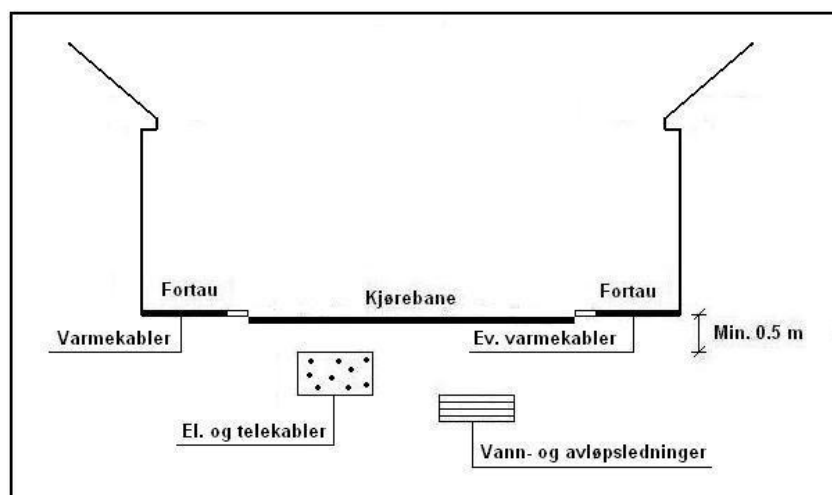 Fortau
Kjørebane
Fortau
Varmekabler
Ev. varmekabler
Min. 0.5 m
El. og telekabler
Vann- og avløpsledninger